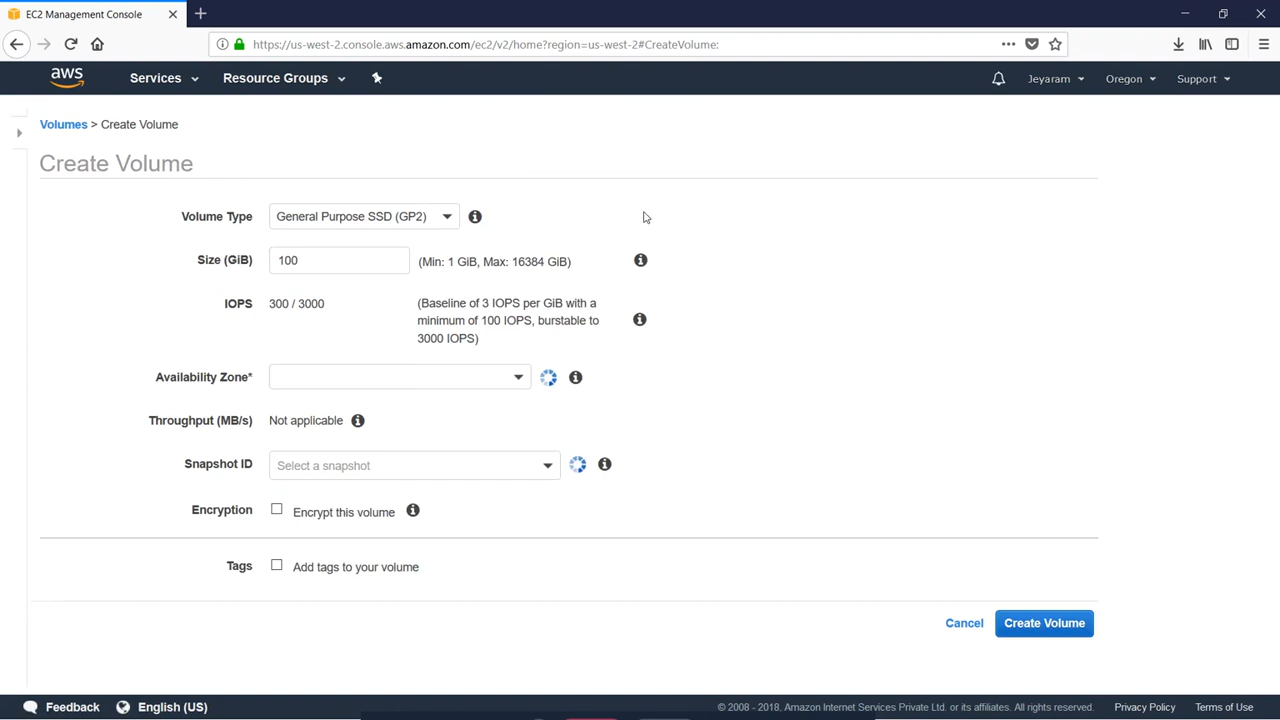 EC2 Management Console
https://us-west-2.console.aws.amazon.com/ec2/v2/home?region=us-west-2#CreateVolume:
aws Services Resource Groups Jeyaram Oregon Support
Volumes > Create Volume
Create Volume
Volume Type General Purpose SSD (GP2)
Size (GiB) 100 (Min: 1 GiB, Max: 16384 GiB)
IOPS 300 / 3000 (Baseline of 3 IOPS per GiB with a
minimum of 100 IOPS, burstable to
3000 IOPS)
Availability Zone*
Throughput (MB/s) Not applicable
Snapshot ID Select a snapshot
Encryption Encrypt this volume
Tags Add tags to your volume
Cancel Create Volume
Feedback English (US) © 2008 - 2018, Amazon Internet Services Private Ltd. or its affiliates. All rights reserved. Privacy Policy Terms of Use